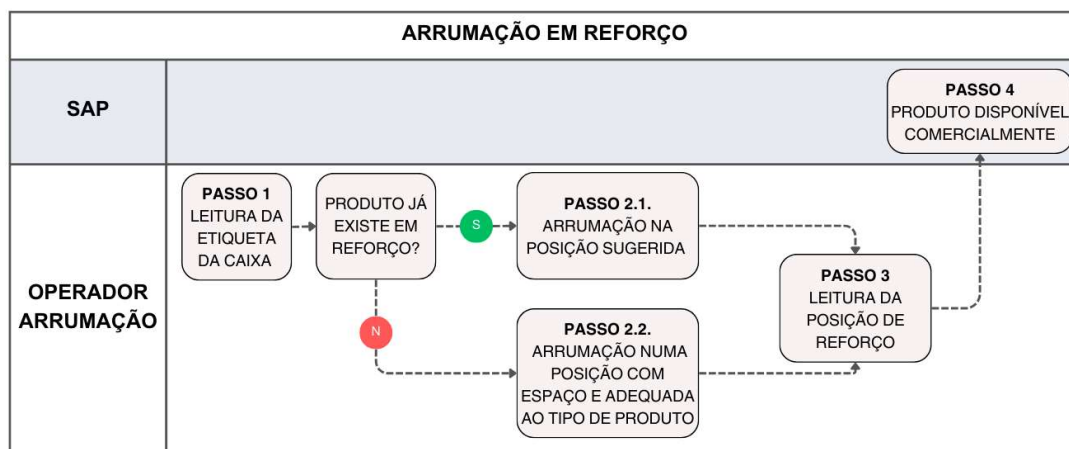 ARRUMAÇÃO EM REFORÇO
SAP
PASSO 4
PRODUTO DISPONÍVEL
COMERCIALMENTE
OPERADOR
ARRUMAÇÃO
PASSO 1
LEITURA DA
ETIQUETA
DA CAIXA
PRODUTO JÁ
EXISTE EM
REFORÇO?
S
N
PASSO 2.1.
ARRUMAÇÃO NA
POSIÇÃO SUGERIDA
PASSO 2.2.
ARRUMAÇÃO NUMA
POSIÇÃO COM
ESPAÇO E ADEQUADA
AO TIPO DE PRODUTO
PASSO 3
LEITURA DA
POSIÇÃO DE
REFORÇO